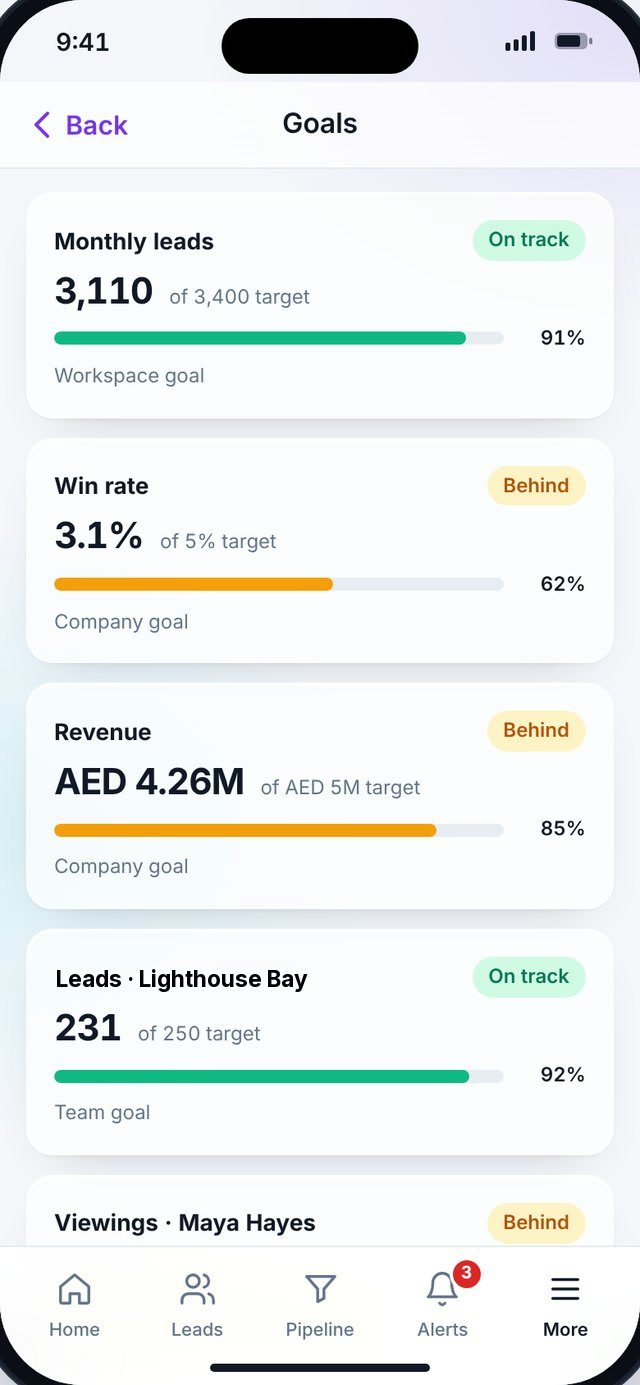 9:41
Back
Goals
Monthly leads
On track
3,110 of 3,400 target
91%
Workspace goal
Win rate
Behind
3.1% of 5% target
62%
Company goal
Revenue
Behind
AED 4.26M of AED 5M target
85%
Company goal
Leads · Lighthouse Bay
On track
231 of 250 target
92%
Team goal
Viewings · Maya Hayes
Behind
3
Home
Leads
Pipeline
Alerts
More